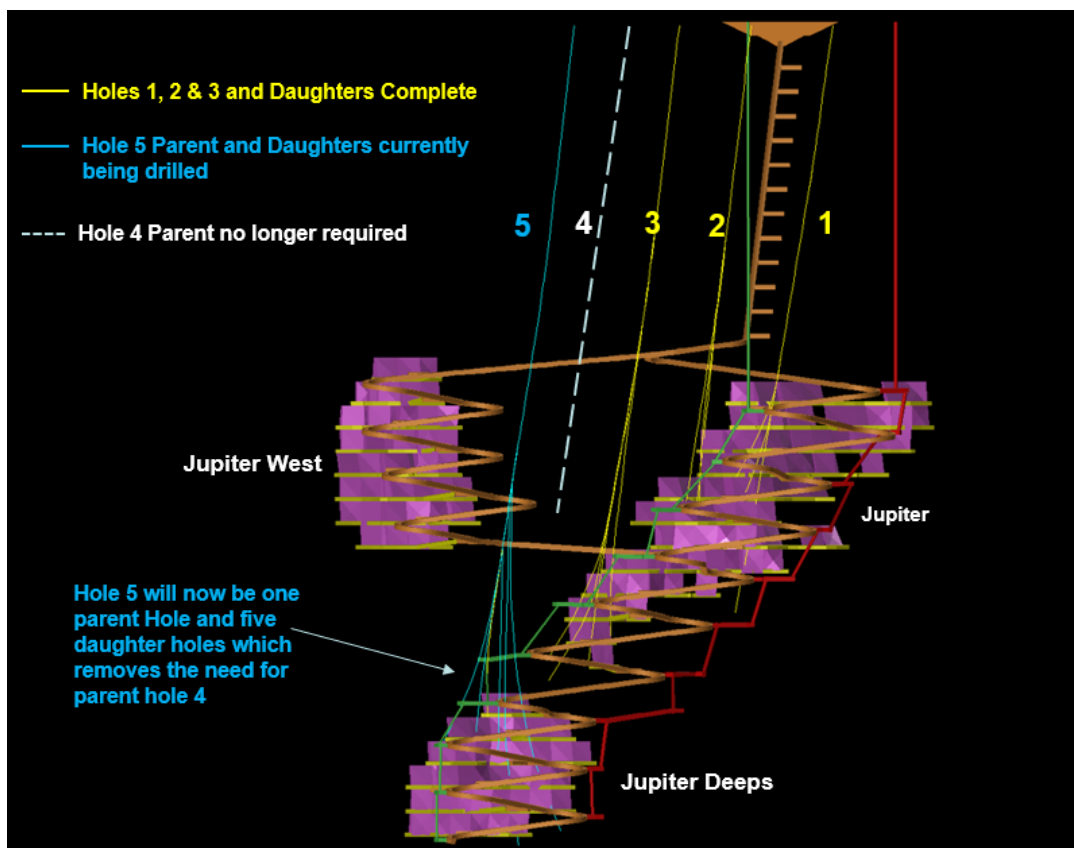 Holes 1, 2 & 3 and Daughters Complete
Hole 5 Parent and Daughters currently
being drilled
Hole 4 Parent no longer required
5
4
3
2
1
Jupiter West
Jupiter
Hole 5 will now be one
parent Hole and five
daughter holes which
removes the need for
parent hole 4
Jupiter Deeps